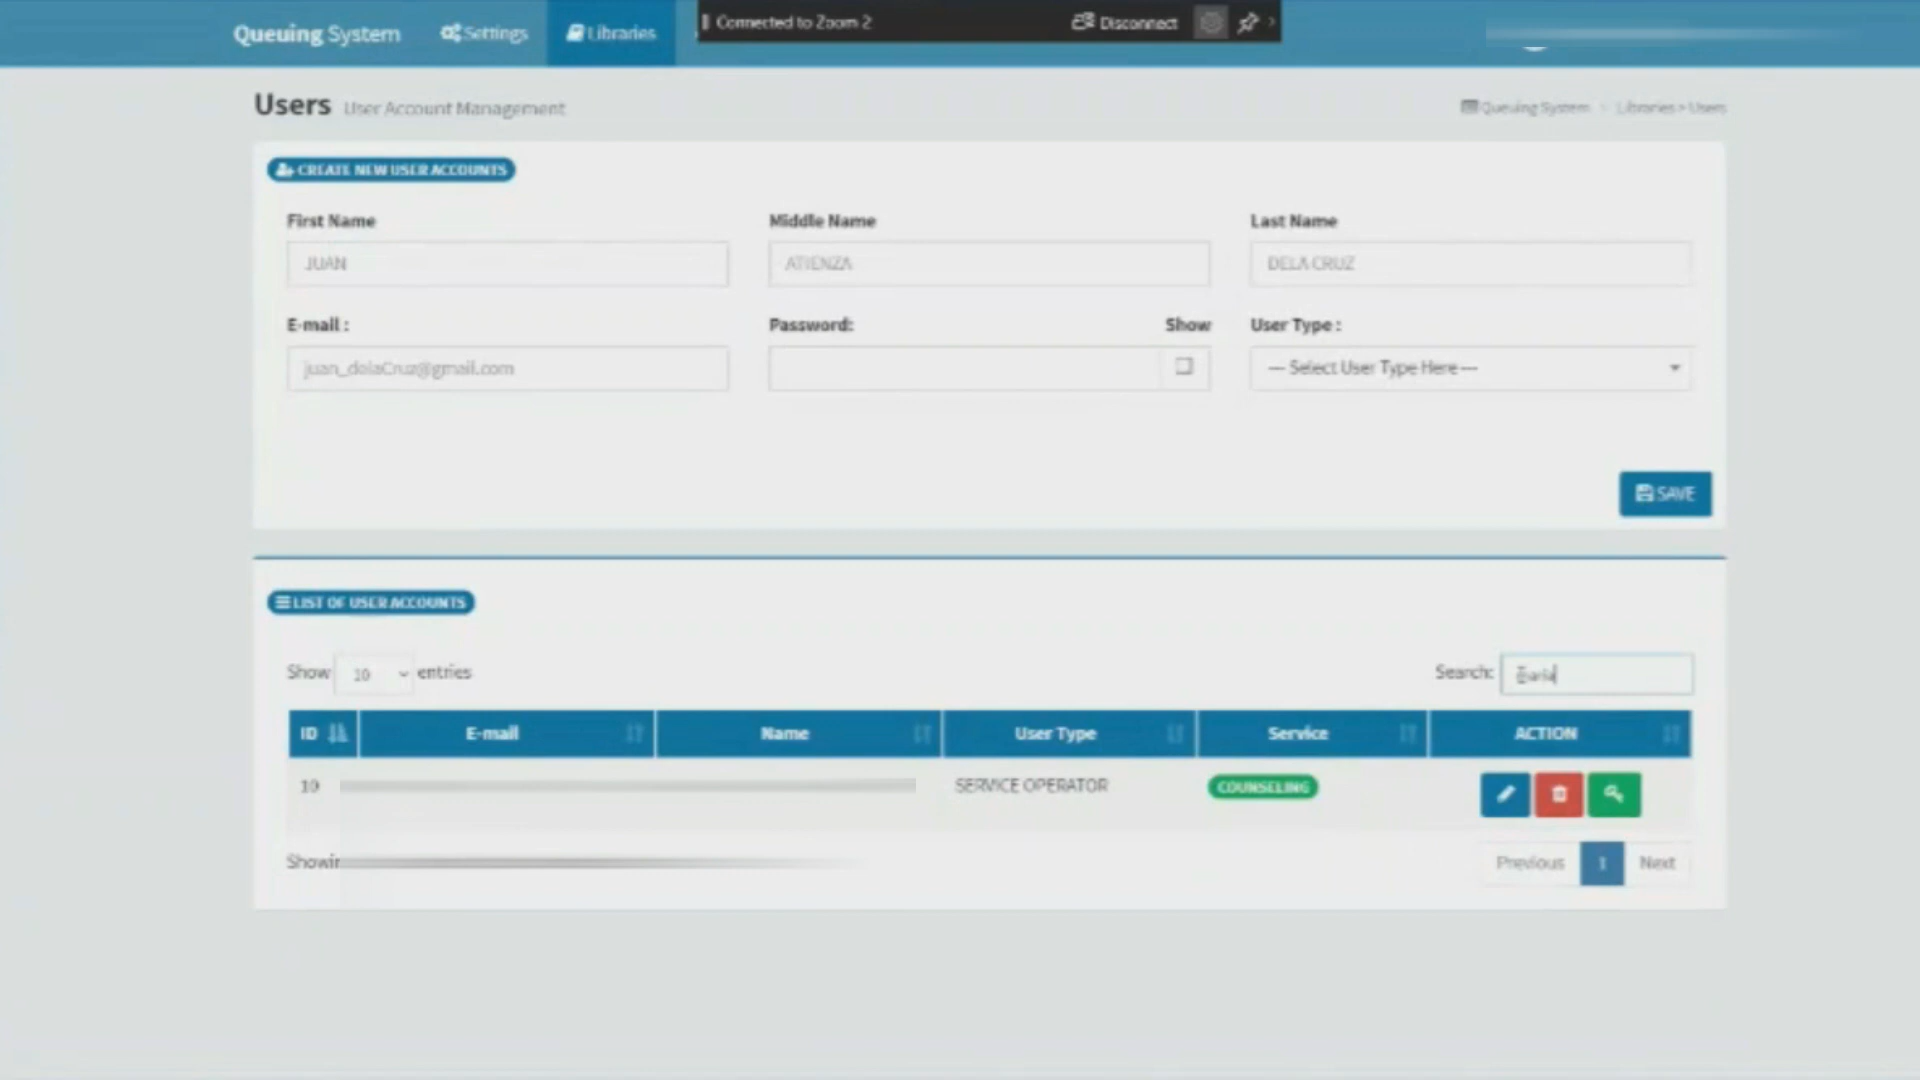 Queuing System Settings Libraries
Connected to Zoom 2 Disconnect
Users User Account Management
Queuing System > Libraries > Users
CREATE NEW USER ACCOUNTS
First Name Middle Name Last Name
JUAN ATIENZA DELA CRUZ
E-mail : Password: Show User Type :
juan_delaCruz@gmail.com --- Select User Type Here ---
SAVE
LIST OF USER ACCOUNTS
Show 10 entries Search:
ID E-mail Name User Type Service ACTION
10 SERVICE OPERATOR COUNSELING
Previous 1 Next